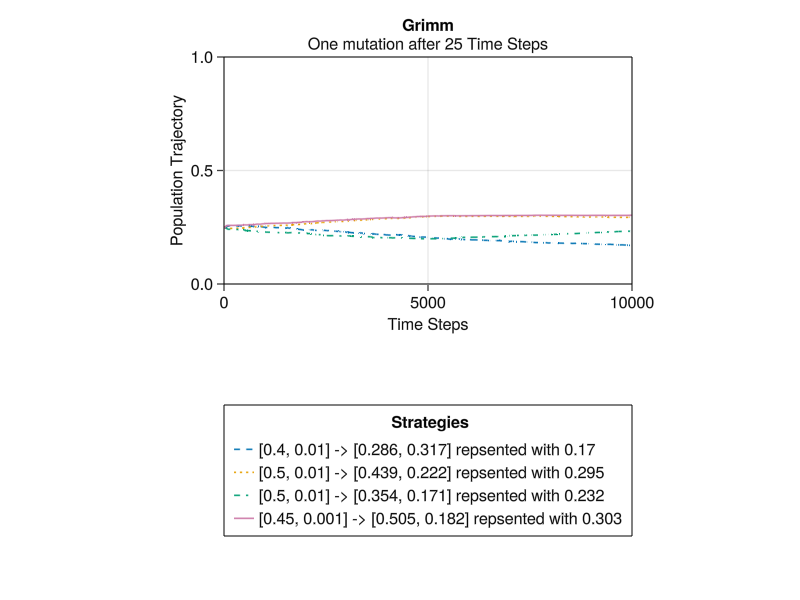 Grimm
One mutation after 25 Time Steps
1.0
0.5
0.0
Population Trajectory
0
5000
10000
Time Steps
Strategies
[0.4, 0.01] -> [0.286, 0.317] repsented with 0.17
[0.5, 0.01] -> [0.439, 0.222] repsented with 0.295
[0.5, 0.01] -> [0.354, 0.171] repsented with 0.232
[0.45, 0.001] -> [0.505, 0.182] repsented with 0.303